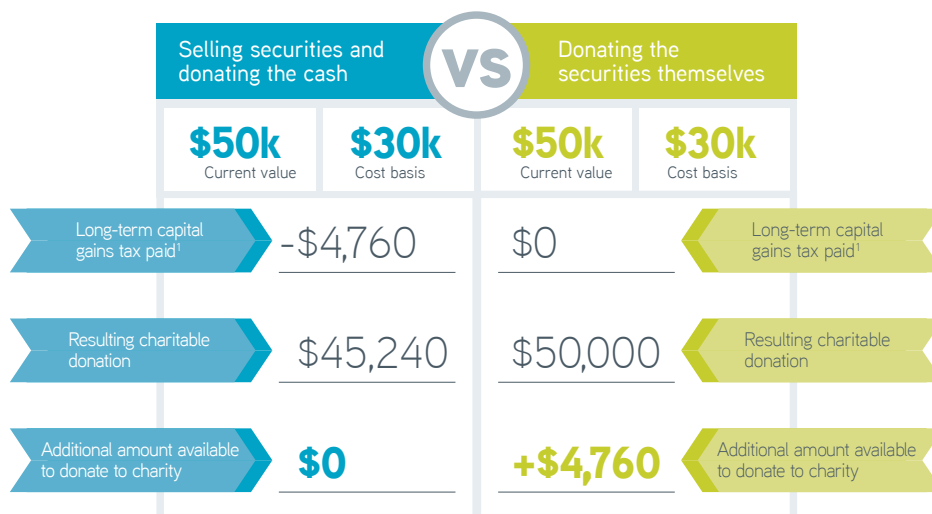 Selling securities and
donating the cash
VS
Donating the
securities themselves
$50k
Current value
$30k
Cost basis
$50k
Current value
$30k
Cost basis
Long-term capital
gains tax paid¹
-$4,760
$0
Long-term capital
gains tax paid¹
Resulting charitable
donation
$45,240
$50,000
Resulting charitable
donation
Additional amount available
to donate to charity
$0
+$4,760
Additional amount available
to donate to charity